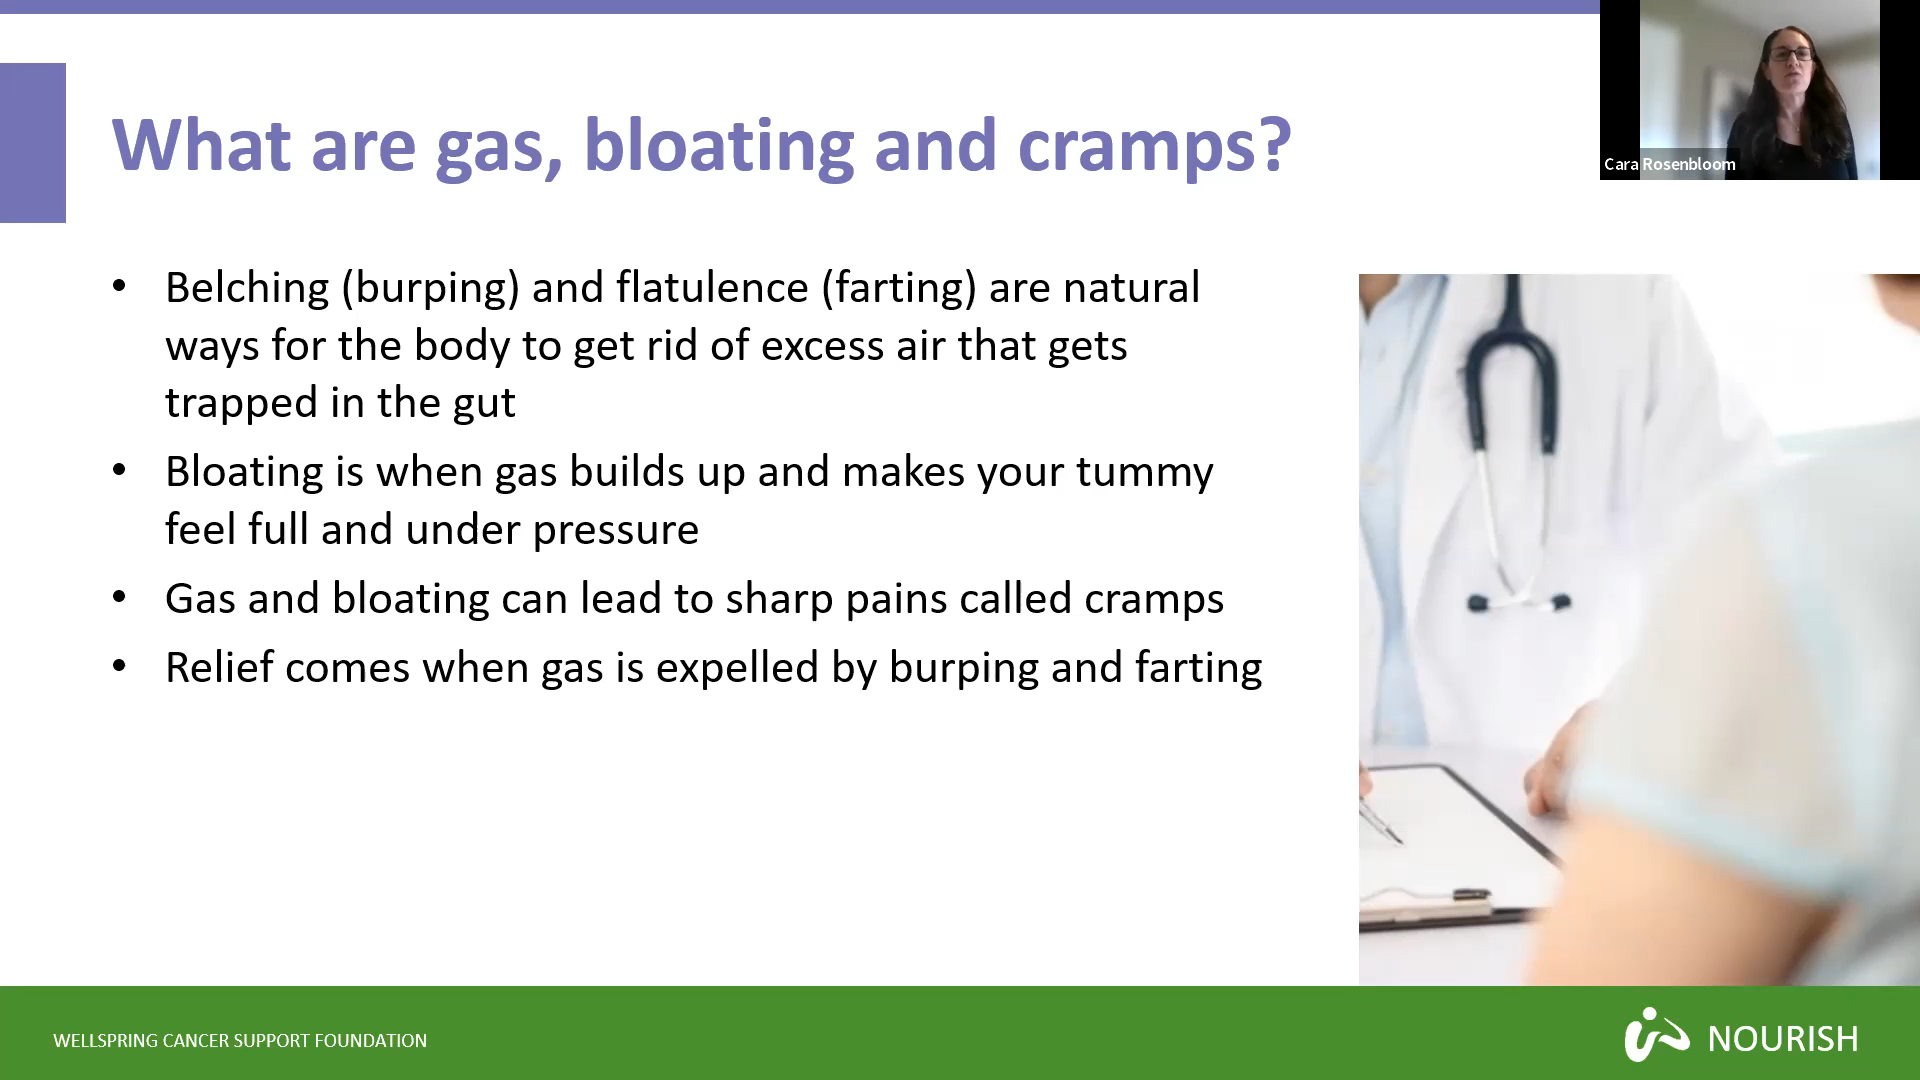 What are gas, bloating and cramps?
Cara Rosenbloom
• Belching (burping) and flatulence (farting) are natural
ways for the body to get rid of excess air that gets
trapped in the gut
• Bloating is when gas builds up and makes your tummy
feel full and under pressure
• Gas and bloating can lead to sharp pains called cramps
• Relief comes when gas is expelled by burping and farting
WELLSPRING CANCER SUPPORT FOUNDATION
NOURISH